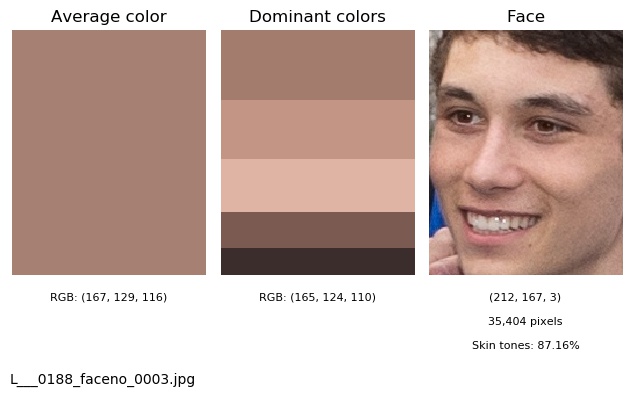 Average color
Dominant colors
Face
RGB: (167, 129, 116)
RGB: (165, 124, 110)
(212, 167, 3)
35,404 pixels
Skin tones: 87.16%
L___0188_faceno_0003.jpg